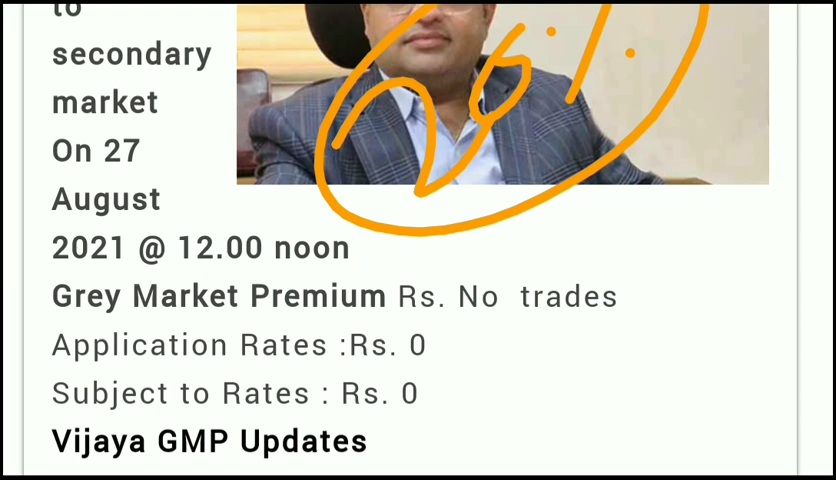 to
secondary
market
On 27
August
2021 @ 12.00 noon
Grey Market Premium Rs. No trades
Application Rates :Rs. 0
Subject to Rates : Rs. 0
Vijaya GMP Updates
26%